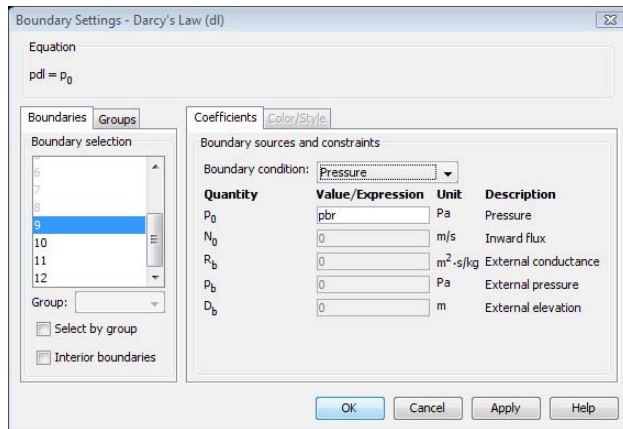 Boundary Settings - Darcy's Law (dl)
Equation
pdl = p0
Boundaries Groups
Boundary selection
6
7
8
9
10
11
12
Group:
Select by group
Interior boundaries
Coefficients Color/Style
Boundary sources and constraints
Boundary condition: Pressure
Quantity Value/Expression Unit Description
p0 pbr Pa Pressure
N0 0 m/s Inward flux
Rb 0 m²·s/kg External conductance
pb 0 Pa External pressure
Db 0 m External elevation
OK Cancel Apply Help